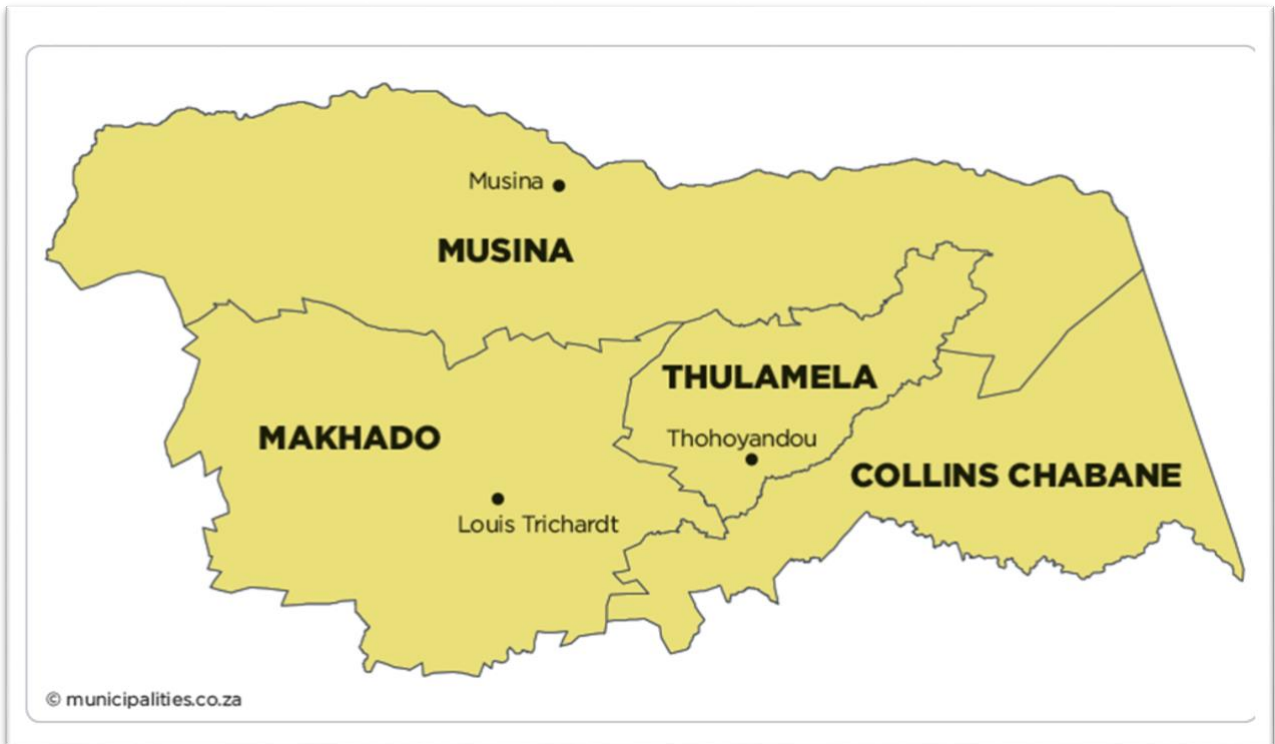 Musina
MUSINA
THULAMELA
MAKHADO
Thohoyandou
COLLINS CHABANE
Louis Trichardt
© municipalities.co.za